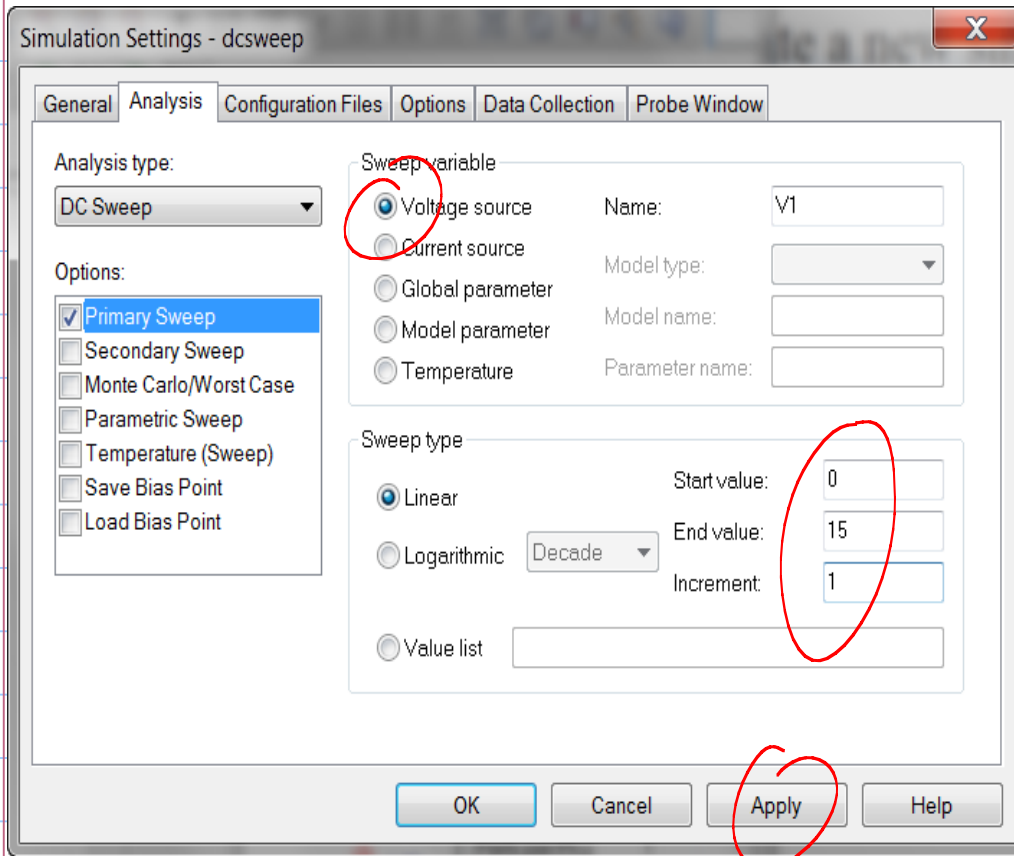 Simulation Settings - dcsweep
X
General Analysis Configuration Files Options Data Collection Probe Window
Analysis type:
DC Sweep
Options:
Primary Sweep
Secondary Sweep
Monte Carlo/Worst Case
Parametric Sweep
Temperature (Sweep)
Save Bias Point
Load Bias Point
Sweep variable
Voltage source
Current source
Global parameter
Model parameter
Temperature
Name: V1
Model type:
Model name:
Parameter name:
Sweep type
Linear
Logarithmic Decade
Value list
Start value: 0
End value: 15
Increment: 1
OK Cancel Apply Help